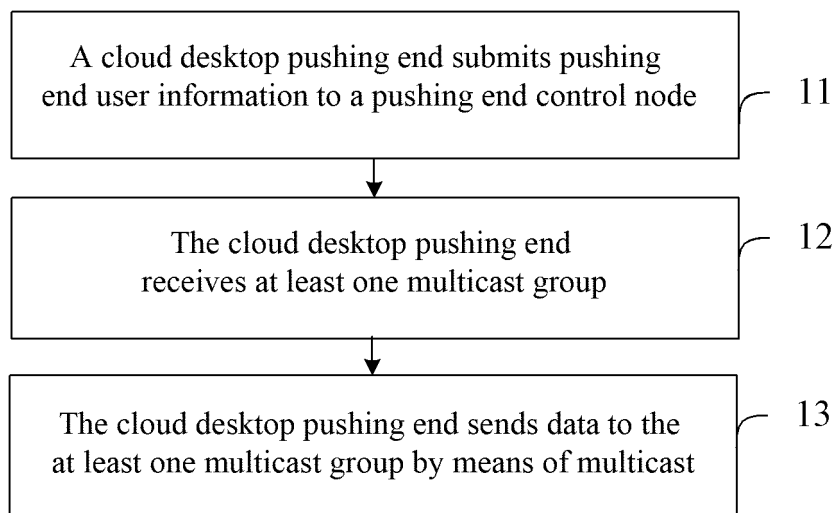 A cloud desktop pushing end submits pushing
end user information to a pushing end control node
11
The cloud desktop pushing end
receives at least one multicast group
12
The cloud desktop pushing end sends data to the
at least one multicast group by means of multicast
13